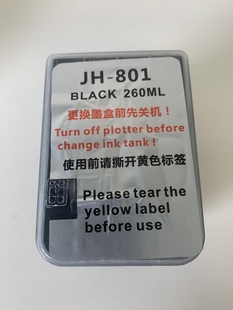 JH-801
BLACK 260ML
更换墨盒前先关机！
Turn off plotter before
change ink tank！
使用前请撕开黄色标签
Please tear the
yellow label
before use